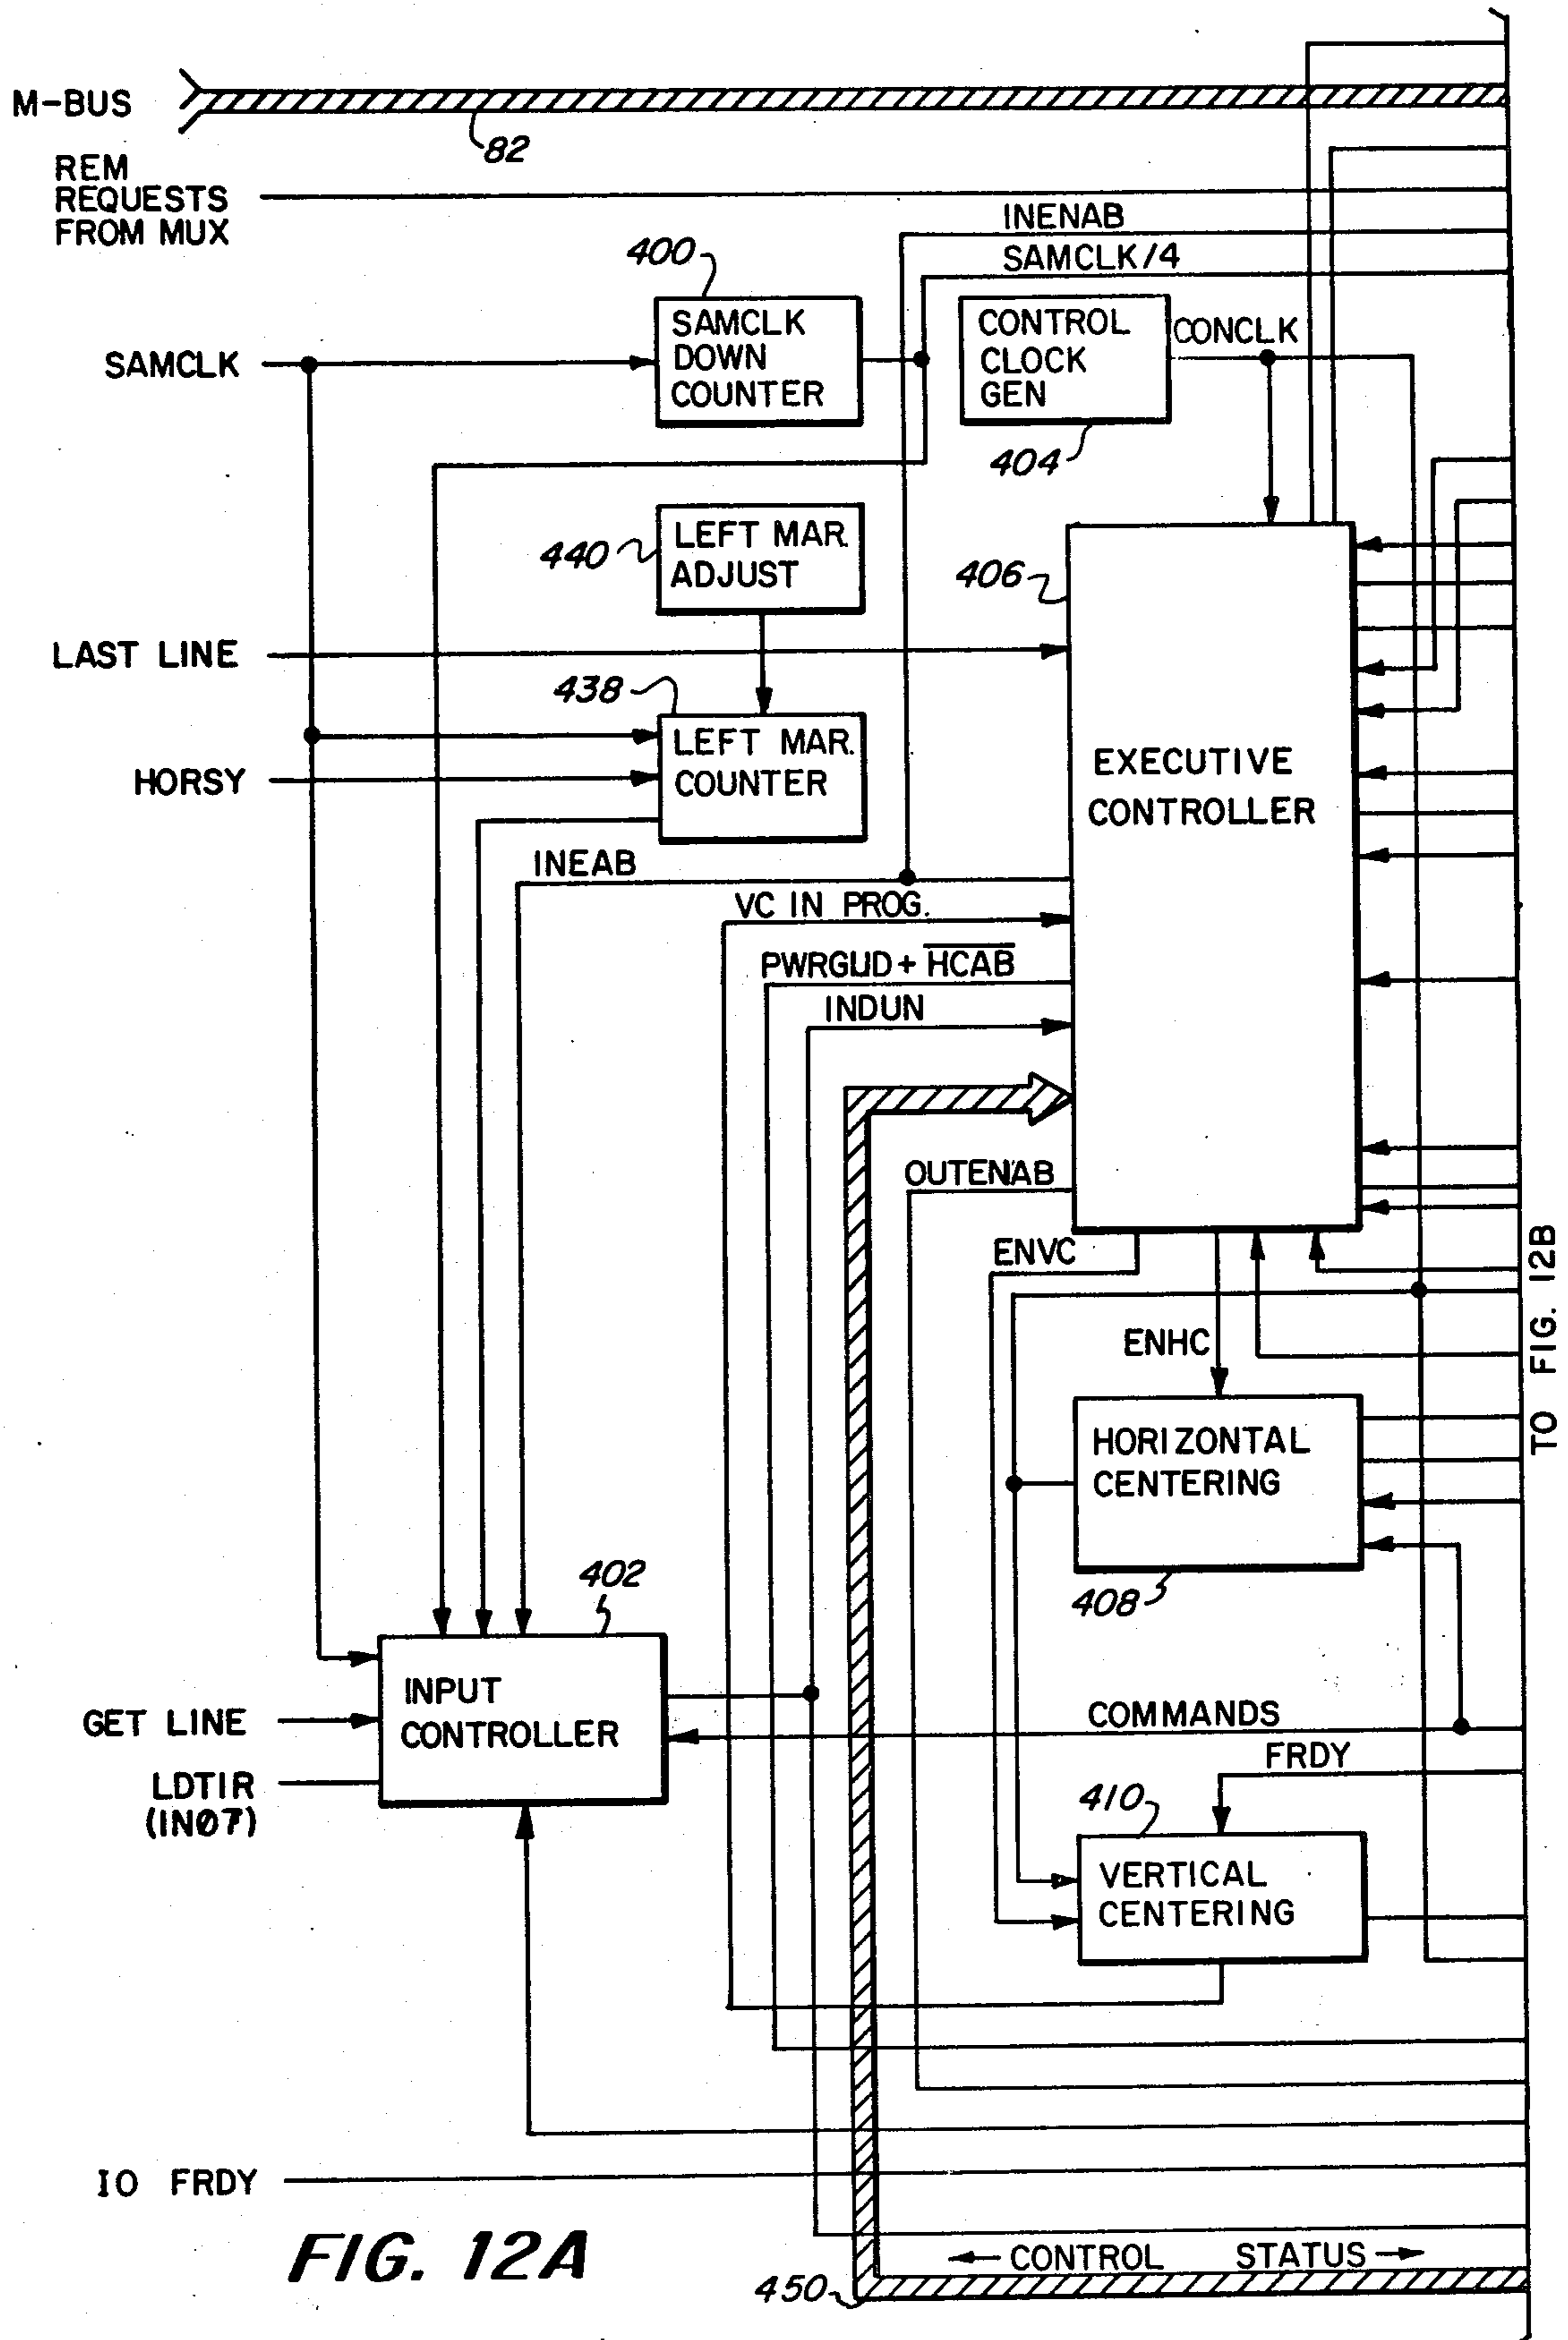 M-BUS
82
REM
REQUESTS
FROM MUX
INENAB
SAMCLK/4
400
SAMCLK
DOWN
COUNTER
CONTROL
CLOCK
GEN
CONCLK
SAMCLK
404
440
LEFT MAR.
ADJUST
406
LAST LINE
438
LEFT MAR.
COUNTER
HORSY
EXECUTIVE
CONTROLLER
INEAB
VC IN PROG.
PWRGUD + HCAB
INDUN
OUTENAB
ENVC
TO FIG. 12B
ENHC
HORIZONTAL
CENTERING
408
402
INPUT
CONTROLLER
GET LINE
COMMANDS
FRDY
LDTIR
(IN07)
410
VERTICAL
CENTERING
IO FRDY
FIG. 12A
CONTROL STATUS
450